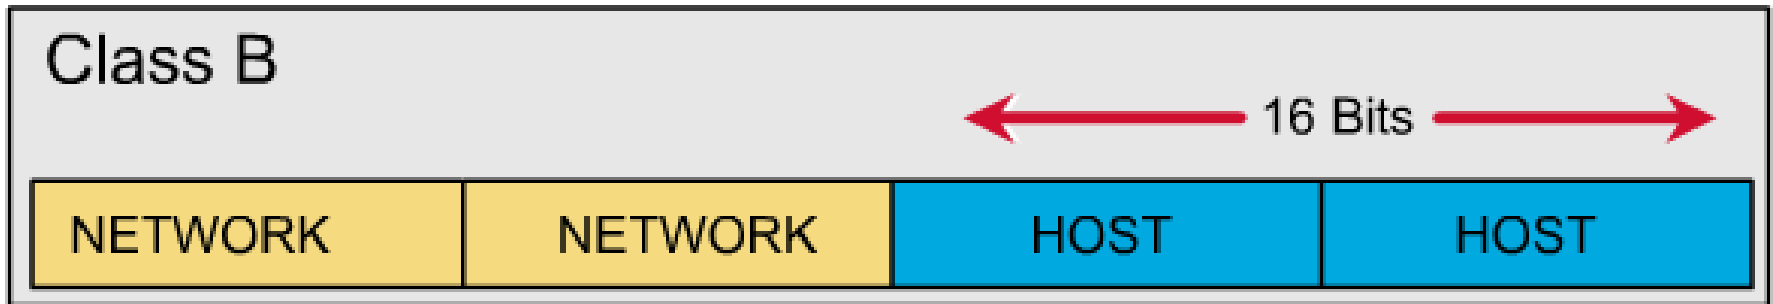 Class B
16 Bits
NETWORK NETWORK HOST HOST